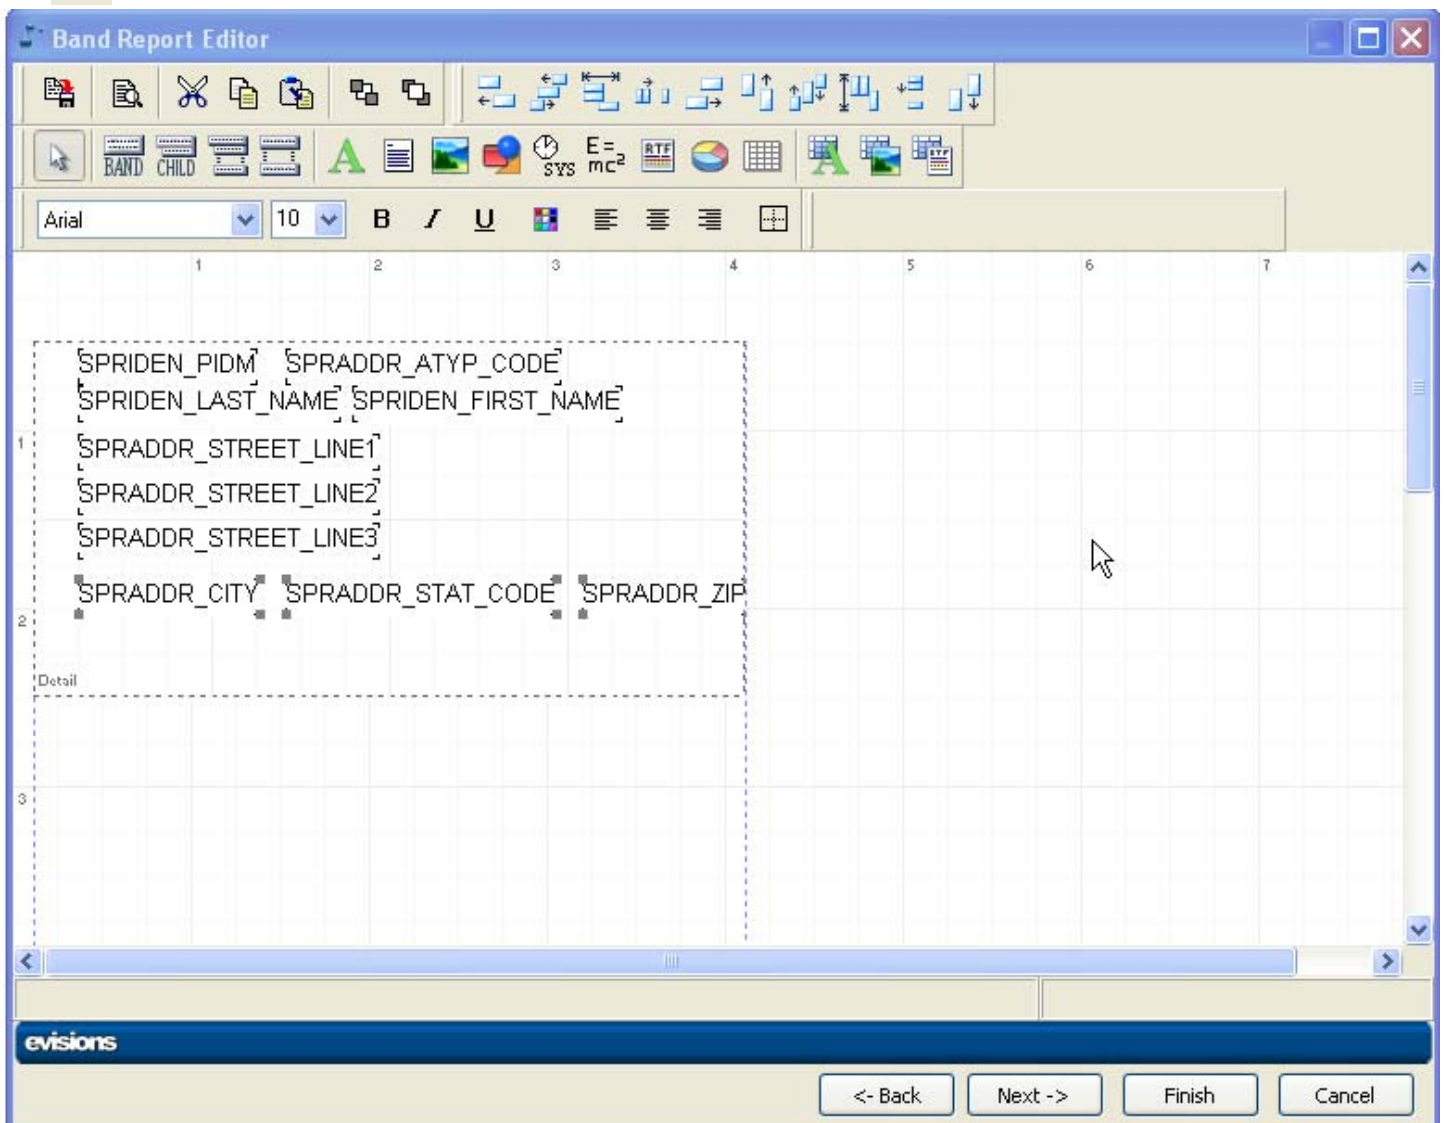 Band Report Editor
BAND CHILD A SYS E= mc² RTF A RTF
Arial 10 B I U
1 2 3 4 5 6 7
SPRIDEN_PIDM SPRADDR_ATYP_CODE
SPRIDEN_LAST_NAME SPRIDEN_FIRST_NAME
1
SPRADDR_STREET_LINE1
SPRADDR_STREET_LINE2
SPRADDR_STREET_LINE3
SPRADDR_CITY SPRADDR_STAT_CODE SPRADDR_ZIP
2
Detail
3
evisions
<- Back Next -> Finish Cancel